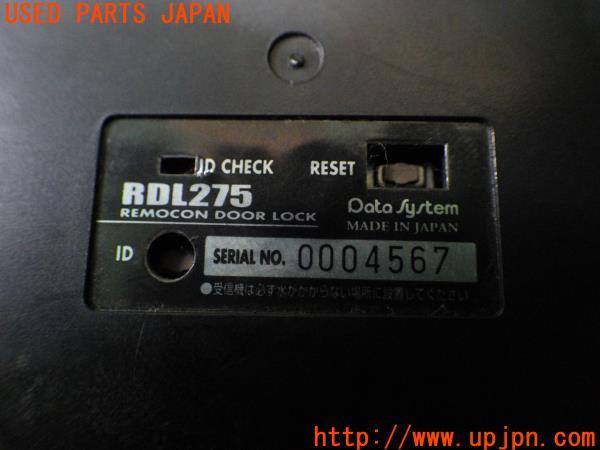 USED PARTS JAPAN
ID CHECK RESET
RDL275
REMOCON DOOR LOCK
Data System
MADE IN JAPAN
ID
SERIAL NO. 0004567
●受信機は必ず水かかからない場所に設置してください
http://www.upjpn.com